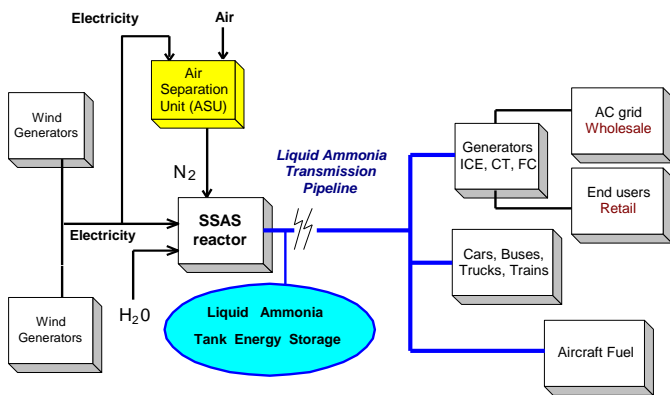 Electricity
Air
Air
Separation
Unit (ASU)
Wind
Generators
N2
Liquid Ammonia
Transmission
Pipeline
Generators
ICE, CT, FC
AC grid
Wholesale
End users
Retail
SSAS
reactor
Electricity
Cars, Buses,
Trucks, Trains
H20
Wind
Generators
Liquid Ammonia
Tank Energy Storage
Aircraft Fuel